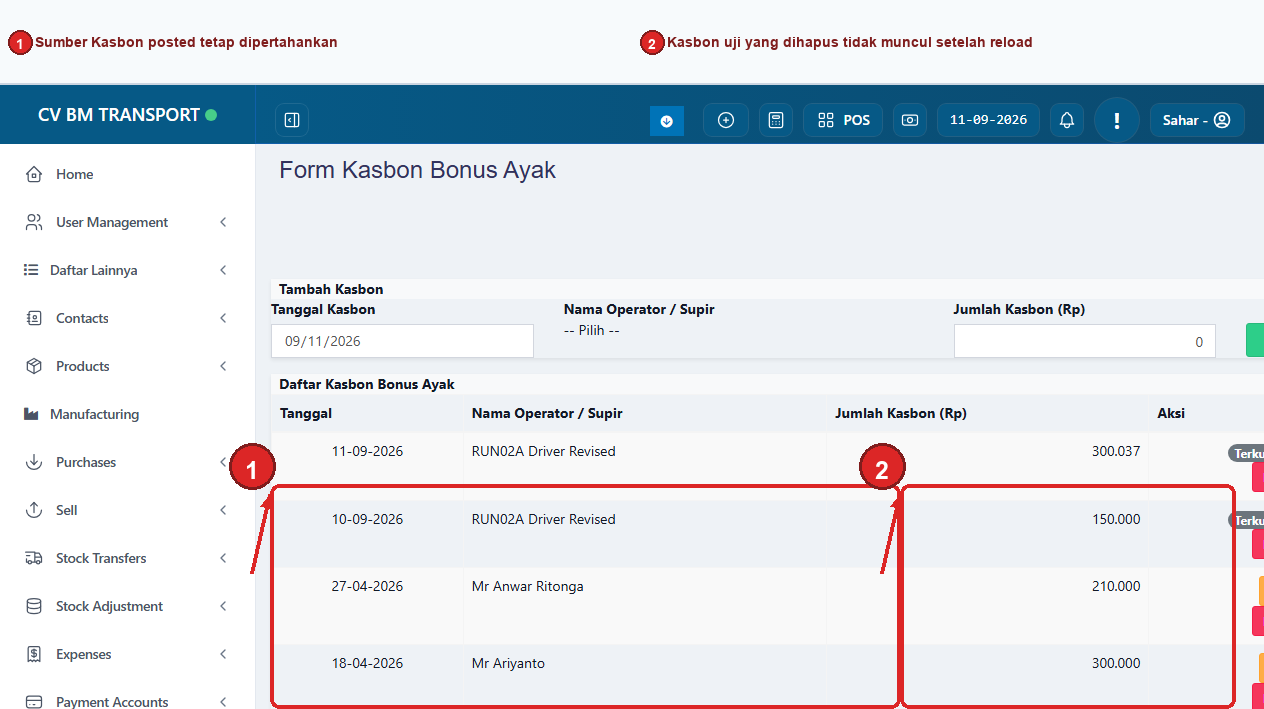 1 Sumber Kasbon posted tetap dipertahankan
2 Kasbon uji yang dihapus tidak muncul setelah reload
CV BM TRANSPORT
POS
11-09-2026
Sahar -
Home
Form Kasbon Bonus Ayak
User Management
Daftar Lainnya
Tambah Kasbon
Contacts
Tanggal Kasbon Nama Operator / Supir Jumlah Kasbon (Rp)
09/11/2026 -- Pilih -- 0
Products
Daftar Kasbon Bonus Ayak
Manufacturing
Tanggal Nama Operator / Supir Jumlah Kasbon (Rp) Aksi
11-09-2026 RUN02A Driver Revised 300.037
Purchases
1 2
Sell
10-09-2026 RUN02A Driver Revised 150.000
Stock Transfers
27-04-2026 Mr Anwar Ritonga 210.000
Stock Adjustment
Expenses
18-04-2026 Mr Ariyanto 300.000
Payment Accounts